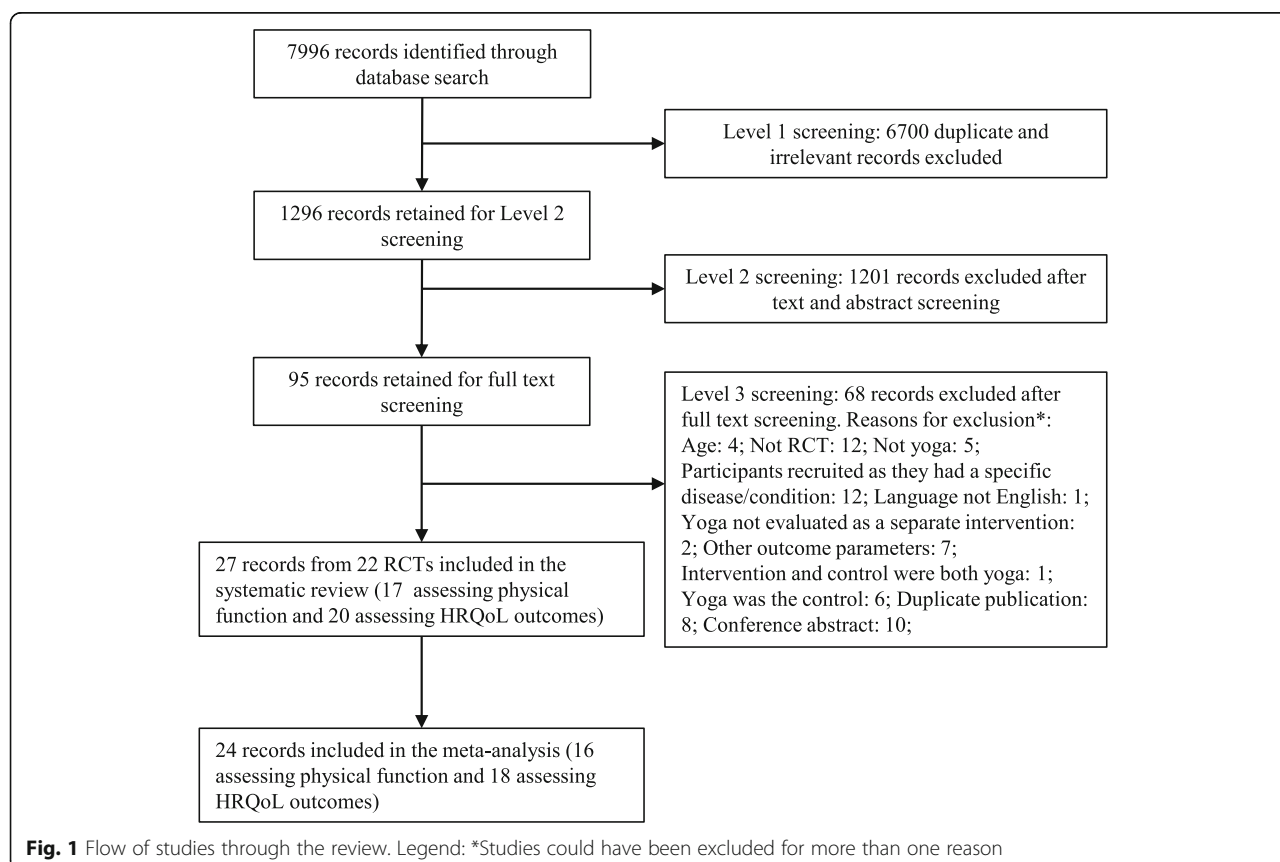 7996 records identified through
database search
Level 1 screening: 6700 duplicate and
irrelevant records excluded
1296 records retained for Level 2
screening
Level 2 screening: 1201 records excluded after
text and abstract screening
95 records retained for full text
screening
Level 3 screening: 68 records excluded after
full text screening. Reasons for exclusion*:
Age: 4; Not RCT: 12; Not yoga: 5;
Participants recruited as they had a specific
disease/condition: 12; Language not English: 1;
Yoga not evaluated as a separate intervention:
2; Other outcome parameters: 7;
Intervention and control were both yoga: 1;
Yoga was the control: 6; Duplicate publication:
8; Conference abstract: 10;
27 records from 22 RCTs included in the
systematic review (17 assessing physical
function and 20 assessing HRQoL outcomes)
24 records included in the meta-analysis (16
assessing physical function and 18 assessing
HRQoL outcomes)
Fig. 1 Flow of studies through the review. Legend: *Studies could have been excluded for more than one reason